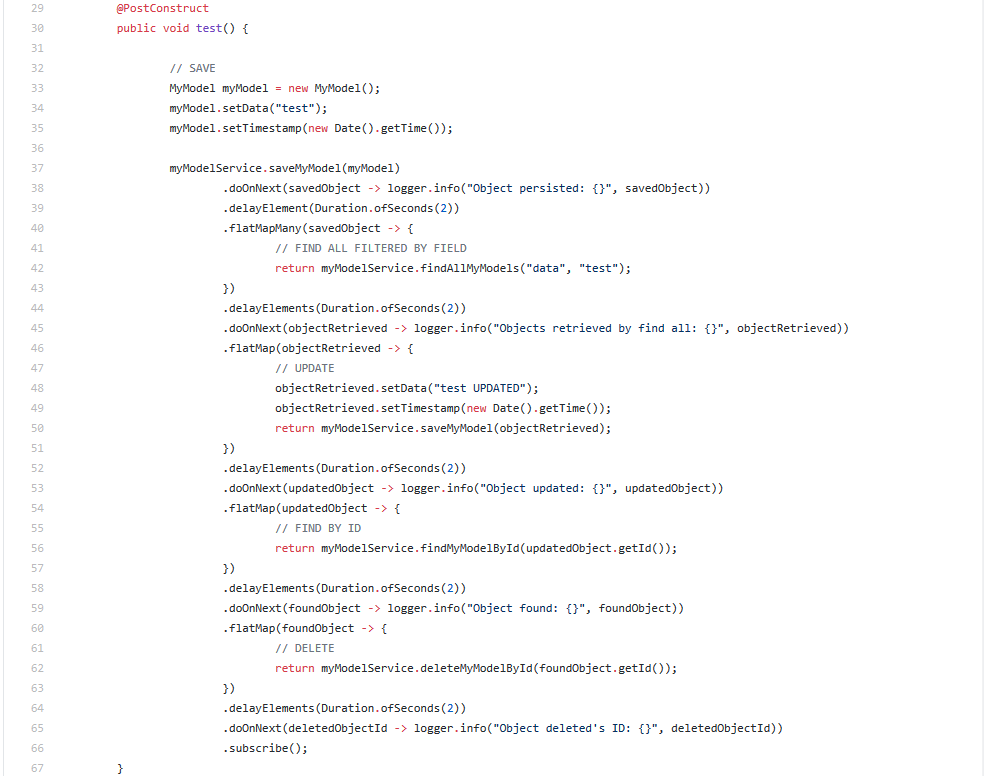 29 @PostConstruct
30 public void test() {
31
32 // SAVE
33 MyModel myModel = new MyModel();
34 myModel.setData("test");
35 myModel.setTimestamp(new Date().getTime());
36
37 myModelService.saveMyModel(myModel)
38 .doOnNext(savedObject -> logger.info("Object persisted: {}", savedObject))
39 .delayElement(Duration.ofSeconds(2))
40 .flatMapMany(savedObject -> {
41 // FIND ALL FILTERED BY FIELD
42 return myModelService.findAllMyModels("data", "test");
43 })
44 .delayElements(Duration.ofSeconds(2))
45 .doOnNext(objectRetrieved -> logger.info("Objects retrieved by find all: {}", objectRetrieved))
46 .flatMap(objectRetrieved -> {
47 // UPDATE
48 objectRetrieved.setData("test UPDATED");
49 objectRetrieved.setTimestamp(new Date().getTime());
50 return myModelService.saveMyModel(objectRetrieved);
51 })
52 .delayElements(Duration.ofSeconds(2))
53 .doOnNext(updatedObject -> logger.info("Object updated: {}", updatedObject))
54 .flatMap(updatedObject -> {
55 // FIND BY ID
56 return myModelService.findMyModelById(updatedObject.getId());
57 })
58 .delayElements(Duration.ofSeconds(2))
59 .doOnNext(foundObject -> logger.info("Object found: {}", foundObject))
60 .flatMap(foundObject -> {
61 // DELETE
62 return myModelService.deleteMyModelById(foundObject.getId());
63 })
64 .delayElements(Duration.ofSeconds(2))
65 .doOnNext(deletedObjectId -> logger.info("Object deleted's ID: {}", deletedObjectId))
66 .subscribe();
67 }